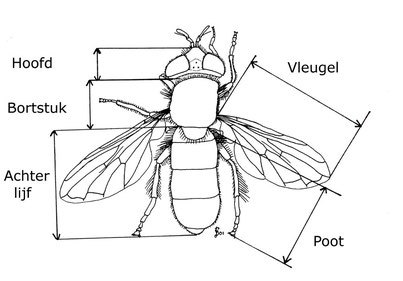 Hoofd
Vleugel
Bortstuk
Achter
lijf
Poot